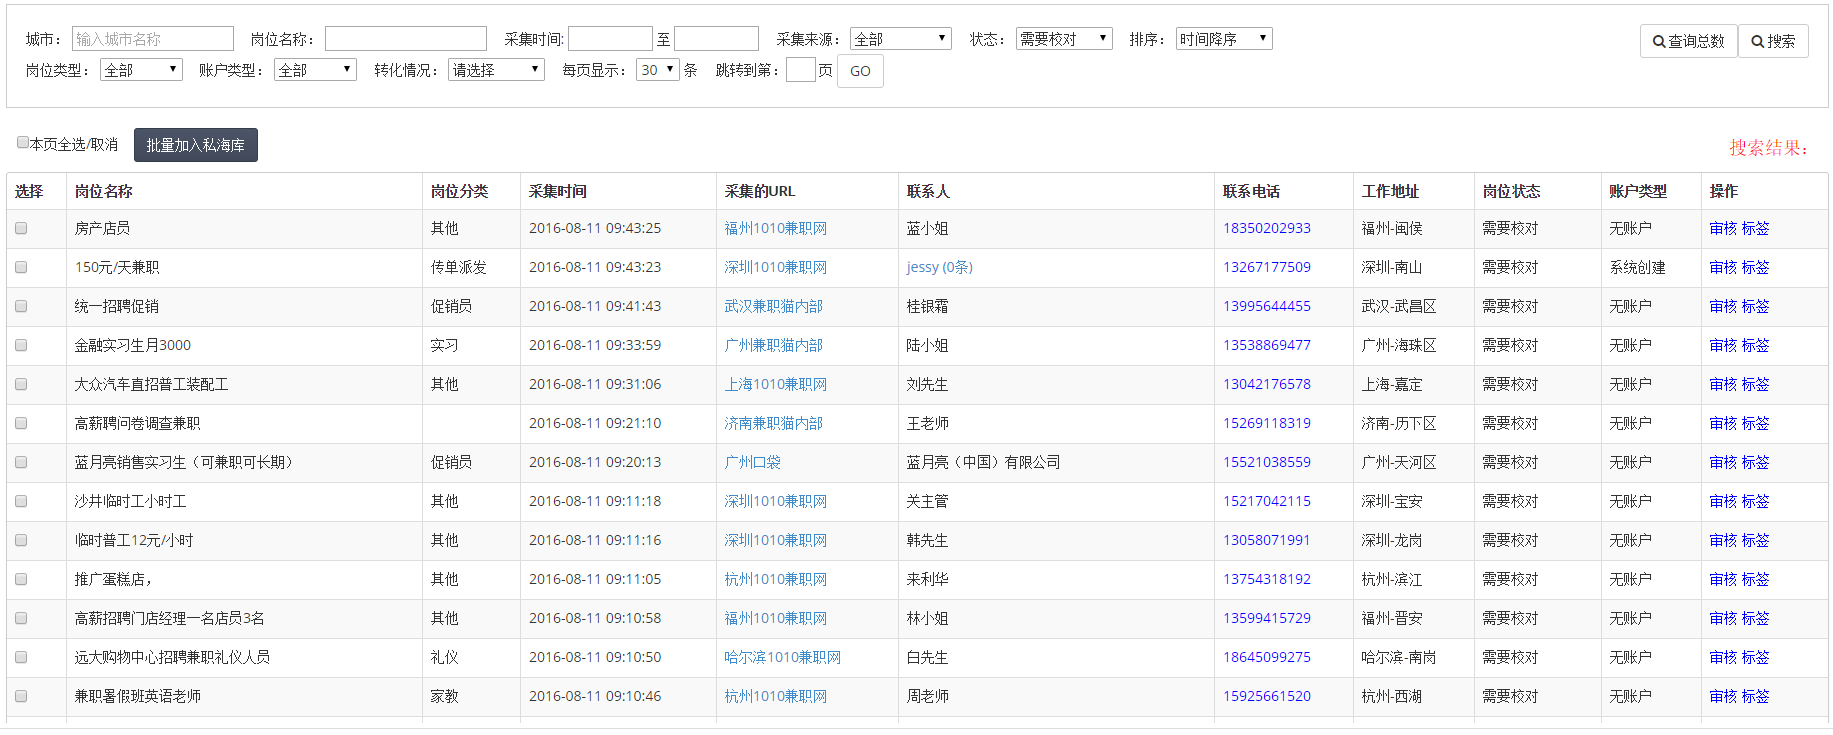 城市： 输入城市名称 岗位名称： 采集时间: 至 采集来源： 全部 状态： 需要校对 排序： 时间降序 查询总数 搜索
岗位类型： 全部 账户类型： 全部 转化情况： 请选择 每页显示： 30 条 跳转到第： 页 GO
本页全选/取消 批量加入私海库 搜索结果：
选择 岗位名称 岗位分类 采集时间 采集的URL 联系人 联系电话 工作地址 岗位状态 账户类型 操作
房产店员 其他 2016-08-11 09:43:25 福州1010兼职网 蓝小姐 18350202933 福州-闽侯 需要校对 无账户 审核 标签
150元/天兼职 传单派发 2016-08-11 09:43:23 深圳1010兼职网 jessy (0条) 13267177509 深圳-南山 需要校对 系统创建 审核 标签
统一招聘促销 促销员 2016-08-11 09:41:43 武汉兼职猫内部 桂银霜 13995644455 武汉-武昌区 需要校对 无账户 审核 标签
金融实习生月3000 实习 2016-08-11 09:33:59 广州兼职猫内部 陆小姐 13538869477 广州-海珠区 需要校对 无账户 审核 标签
大众汽车直招普工装配工 其他 2016-08-11 09:31:06 上海1010兼职网 刘先生 13042176578 上海-嘉定 需要校对 无账户 审核 标签
高薪聘问卷调查兼职 2016-08-11 09:21:10 济南兼职猫内部 王老师 15269118319 济南-历下区 需要校对 无账户 审核 标签
蓝月亮销售实习生（可兼职可长期） 促销员 2016-08-11 09:20:13 广州口袋 蓝月亮（中国）有限公司 15521038559 广州-天河区 需要校对 无账户 审核 标签
沙井临时工小时工 其他 2016-08-11 09:11:18 深圳1010兼职网 关主管 15217042115 深圳-宝安 需要校对 无账户 审核 标签
临时普工12元/小时 其他 2016-08-11 09:11:16 深圳1010兼职网 韩先生 13058071991 深圳-龙岗 需要校对 无账户 审核 标签
推广蛋糕店， 其他 2016-08-11 09:11:05 杭州1010兼职网 来利华 13754318192 杭州-滨江 需要校对 无账户 审核 标签
高薪招聘门店经理一名店员3名 其他 2016-08-11 09:10:58 福州1010兼职网 林小姐 13599415729 福州-晋安 需要校对 无账户 审核 标签
远大购物中心招聘兼职礼仪人员 礼仪 2016-08-11 09:10:50 哈尔滨1010兼职网 白先生 18645099275 哈尔滨-南岗 需要校对 无账户 审核 标签
兼职暑假班英语老师 家教 2016-08-11 09:10:46 杭州1010兼职网 周老师 15925661520 杭州-西湖 需要校对 无账户 审核 标签